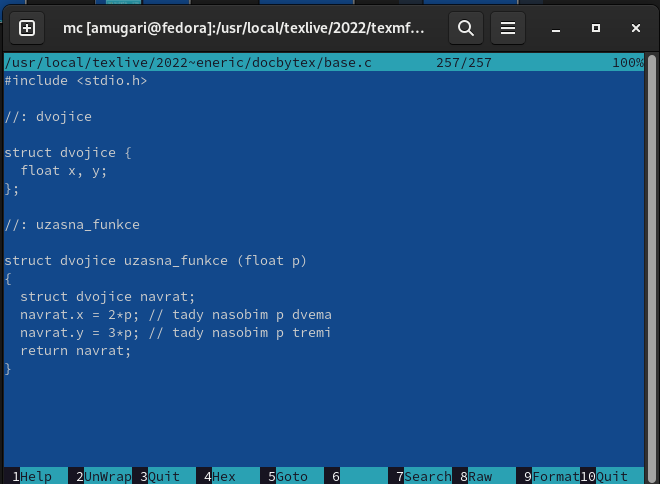 mc [amugari@fedora]:/usr/local/texlive/2022/texmf...
/usr/local/texlive/2022~eneric/docbytex/base.c 257/257 100%
#include <stdio.h>
//: dvojice
struct dvojice {
  float x, y;
};
//: uzasna_funkce
struct dvojice uzasna_funkce (float p)
{
  struct dvojice navrat;
  navrat.x = 2*p; // tady nasobim p dvema
  navrat.y = 3*p; // tady nasobim p tremi
  return navrat;
}
1Help 2UnWrap 3Quit 4Hex 5Goto 6 7Search 8Raw 9Format 10Quit